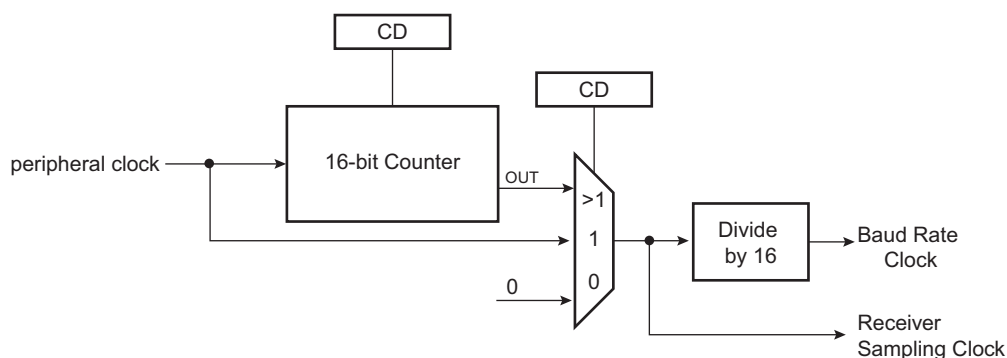 CD
CD
peripheral clock
16-bit Counter
OUT
>1
1
0
0
Divide
by 16
Baud Rate
Clock
Receiver
Sampling Clock